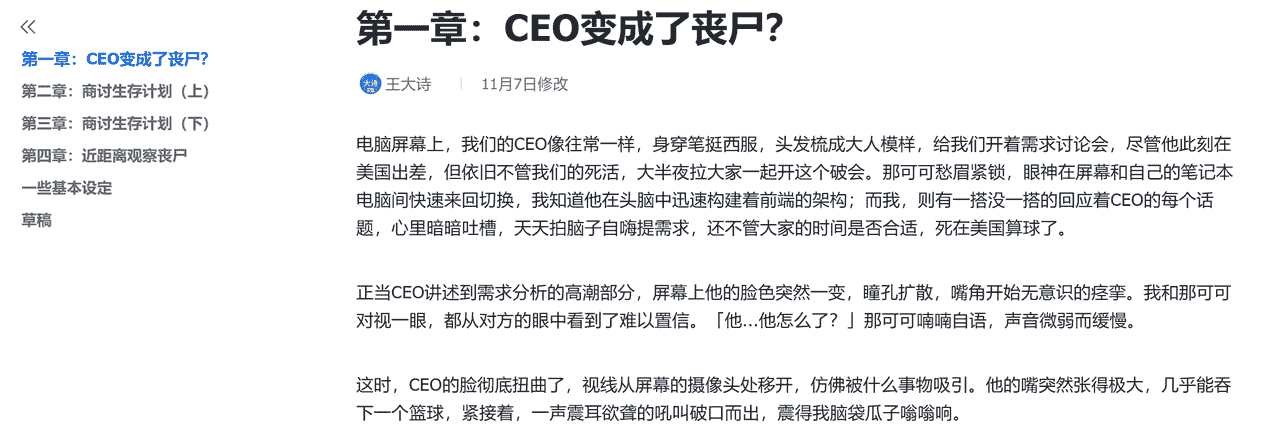 第一章：CEO变成了丧尸？
第二章：商讨生存计划（上）
第三章：商讨生存计划（下）
第四章：近距离观察丧尸
一些基本设定
草稿
第一章：CEO变成了丧尸？
大诗
王大诗
11月7日修改
电脑屏幕上，我们的CEO像往常一样，身穿笔挺西服，头发梳成大人模样，给我们开着需求讨论会，尽管他此刻在
美国出差，但依旧不管我们的死活，大半夜拉大家一起开这个破会。那可可愁眉紧锁，眼神在屏幕和自己的笔记本
电脑间快速来回切换，我知道他在头脑中迅速构建着前端的架构；而我，则有一搭没一搭的回应着CEO的每个话
题，心里暗暗吐槽，天天拍脑子自嗨提需求，还不管大家的时间是否合适，死在美国算球了。
正当CEO讲述到需求分析的高潮部分，屏幕上他的脸色突然一变，瞳孔扩散，嘴角开始无意识的痉挛。我和那可可
对视一眼，都从对方的眼中看到了难以置信。「他...他怎么了？」那可可喃喃自语，声音微弱而缓慢。
这时，CEO的脸彻底扭曲了，视线从屏幕的摄像头处移开，仿佛被什么事物吸引。他的嘴突然张得极大，几乎能吞
下一个篮球，紧接着，一声震耳欲聋的吼叫破口而出，震得我脑袋瓜子嗡嗡响。